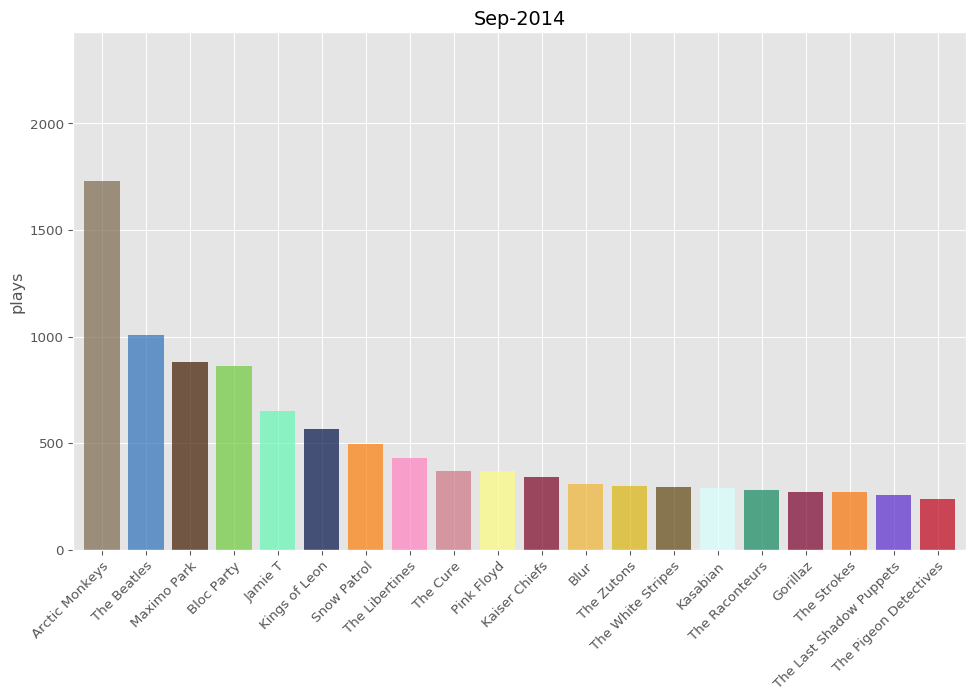 Sep-2014
plays
2000
1500
1000
500
0
Arctic Monkeys
The Beatles
Maximo Park
Bloc Party
Jamie T
Kings of Leon
Snow Patrol
The Libertines
The Cure
Pink Floyd
Kaiser Chiefs
Blur
The Zutons
The White Stripes
Kasabian
The Raconteurs
Gorillaz
The Strokes
The Last Shadow Puppets
The Pigeon Detectives